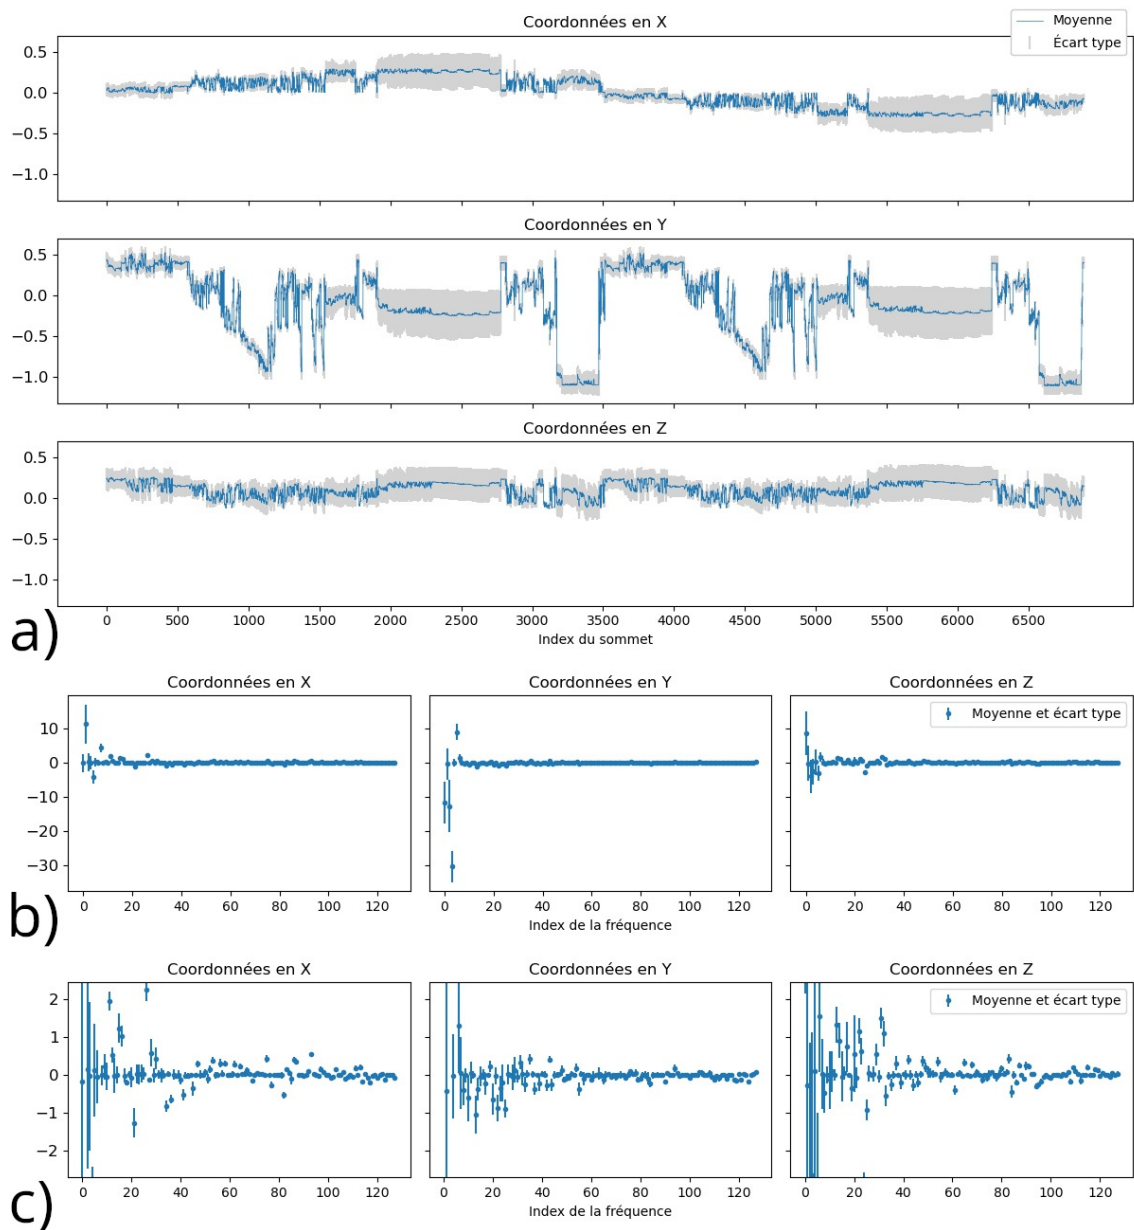 Coordonnées en X
Moyenne
Écart type
0.5
0.0
−0.5
−1.0
Coordonnées en Y
0.5
0.0
−0.5
−1.0
Coordonnées en Z
0.5
0.0
−0.5
−1.0
0 500 1000 1500 2000 2500 3000 3500 4000 4500 5000 5500 6000 6500
Index du sommet
a)
Coordonnées en X Coordonnées en Y Coordonnées en Z
Moyenne et écart type
10
0
−10
−20
−30
0 20 40 60 80 100 120 0 20 40 60 80 100 120 0 20 40 60 80 100 120
Index de la fréquence
b)
Coordonnées en X Coordonnées en Y Coordonnées en Z
Moyenne et écart type
2
1
0
−1
−2
0 20 40 60 80 100 120 0 20 40 60 80 100 120 0 20 40 60 80 100 120
Index de la fréquence
c)